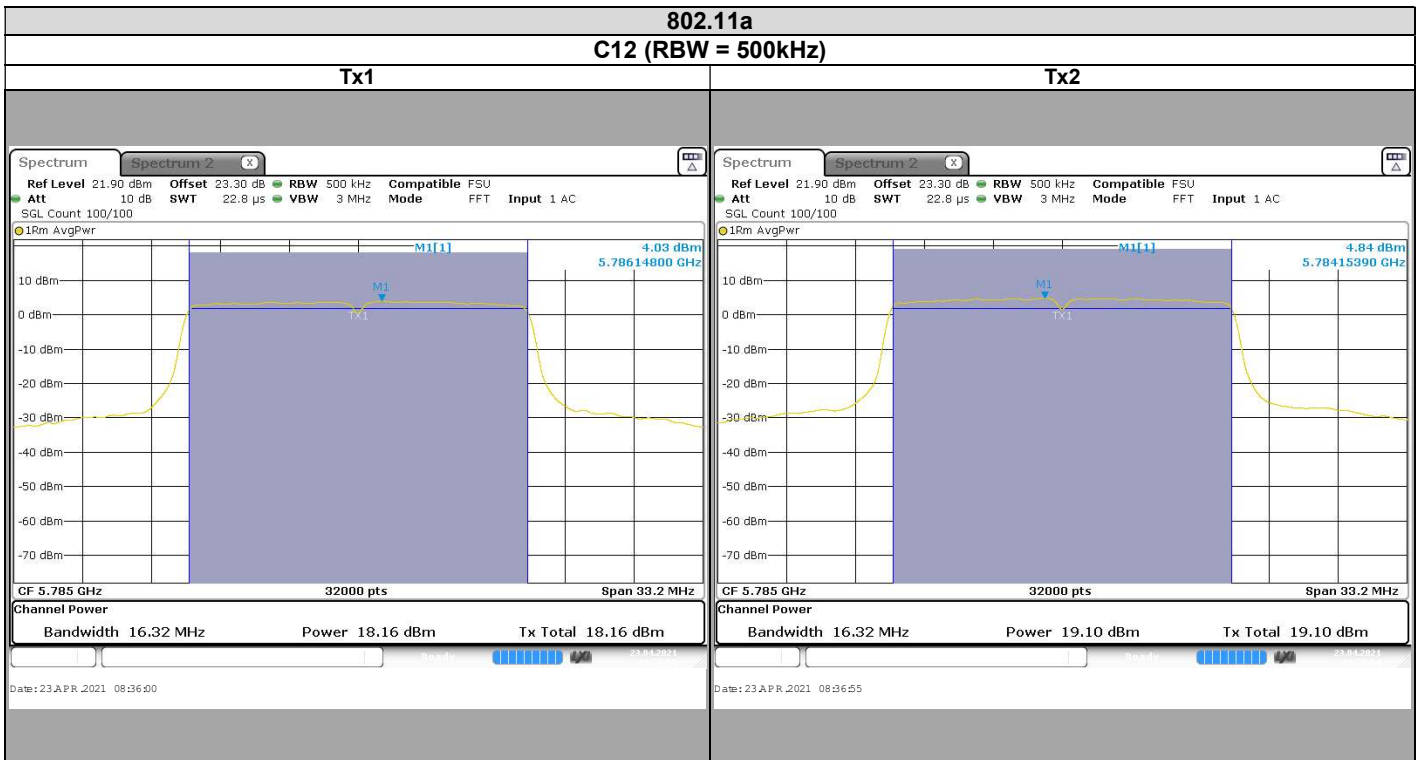 802.11a
C12 (RBW = 500kHz)
Tx1 Tx2
Spectrum Spectrum 2 X
Ref Level 21.90 dBm Offset 23.30 dB RBW 500 kHz Compatible FSU
Att 10 dB SWT 22.8 µs VBW 3 MHz Mode FFT Input 1 AC
SGL Count 100/100
1Rm AvgPwr
M1[1] 4.03 dBm
5.78614800 GHz
10 dBm
M1
0 dBm
TX1
-10 dBm
-20 dBm
-30 dBm
-40 dBm
-50 dBm
-60 dBm
-70 dBm
CF 5.785 GHz 32000 pts Span 33.2 MHz
Channel Power
Bandwidth 16.32 MHz Power 18.16 dBm Tx Total 18.16 dBm
Ready LXI 23.04.2021
Date: 23.APR.2021 08:36:00
Spectrum Spectrum 2 X
Ref Level 21.90 dBm Offset 23.30 dB RBW 500 kHz Compatible FSU
Att 10 dB SWT 22.8 µs VBW 3 MHz Mode FFT Input 1 AC
SGL Count 100/100
1Rm AvgPwr
M1[1] 4.84 dBm
5.78415390 GHz
10 dBm
M1
0 dBm
TX1
-10 dBm
-20 dBm
-30 dBm
-40 dBm
-50 dBm
-60 dBm
-70 dBm
CF 5.785 GHz 32000 pts Span 33.2 MHz
Channel Power
Bandwidth 16.32 MHz Power 19.10 dBm Tx Total 19.10 dBm
Ready LXI 23.04.2021
Date: 23.APR.2021 08:36:55